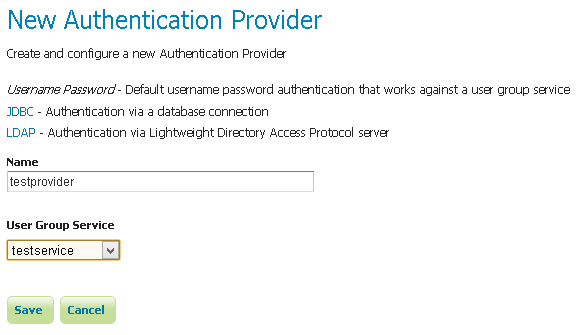 New Authentication Provider
Create and configure a new Authentication Provider
Username Password - Default username password authentication that works against a user group service
JDBC - Authentication via a database connection
LDAP - Authentication via Lightweight Directory Access Protocol server
Name
testprovider
User Group Service
testservice
Save Cancel